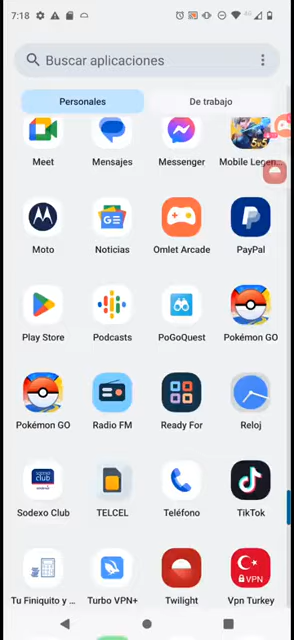 7:18
Buscar aplicaciones
Personales
De trabajo
Meet
Mensajes
Messenger
Mobile Legen...
5v5
Moto
Noticias
Omlet Arcade
PayPal
Play Store
Podcasts
PoGoQuest
Pokémon GO
Pokémon GO
Radio FM
Ready For
Reloj
Sodexo Club
TELCEL
Teléfono
TikTok
VPN
Tu Finiquito y ...
Turbo VPN+
Twilight
Vpn Turkey